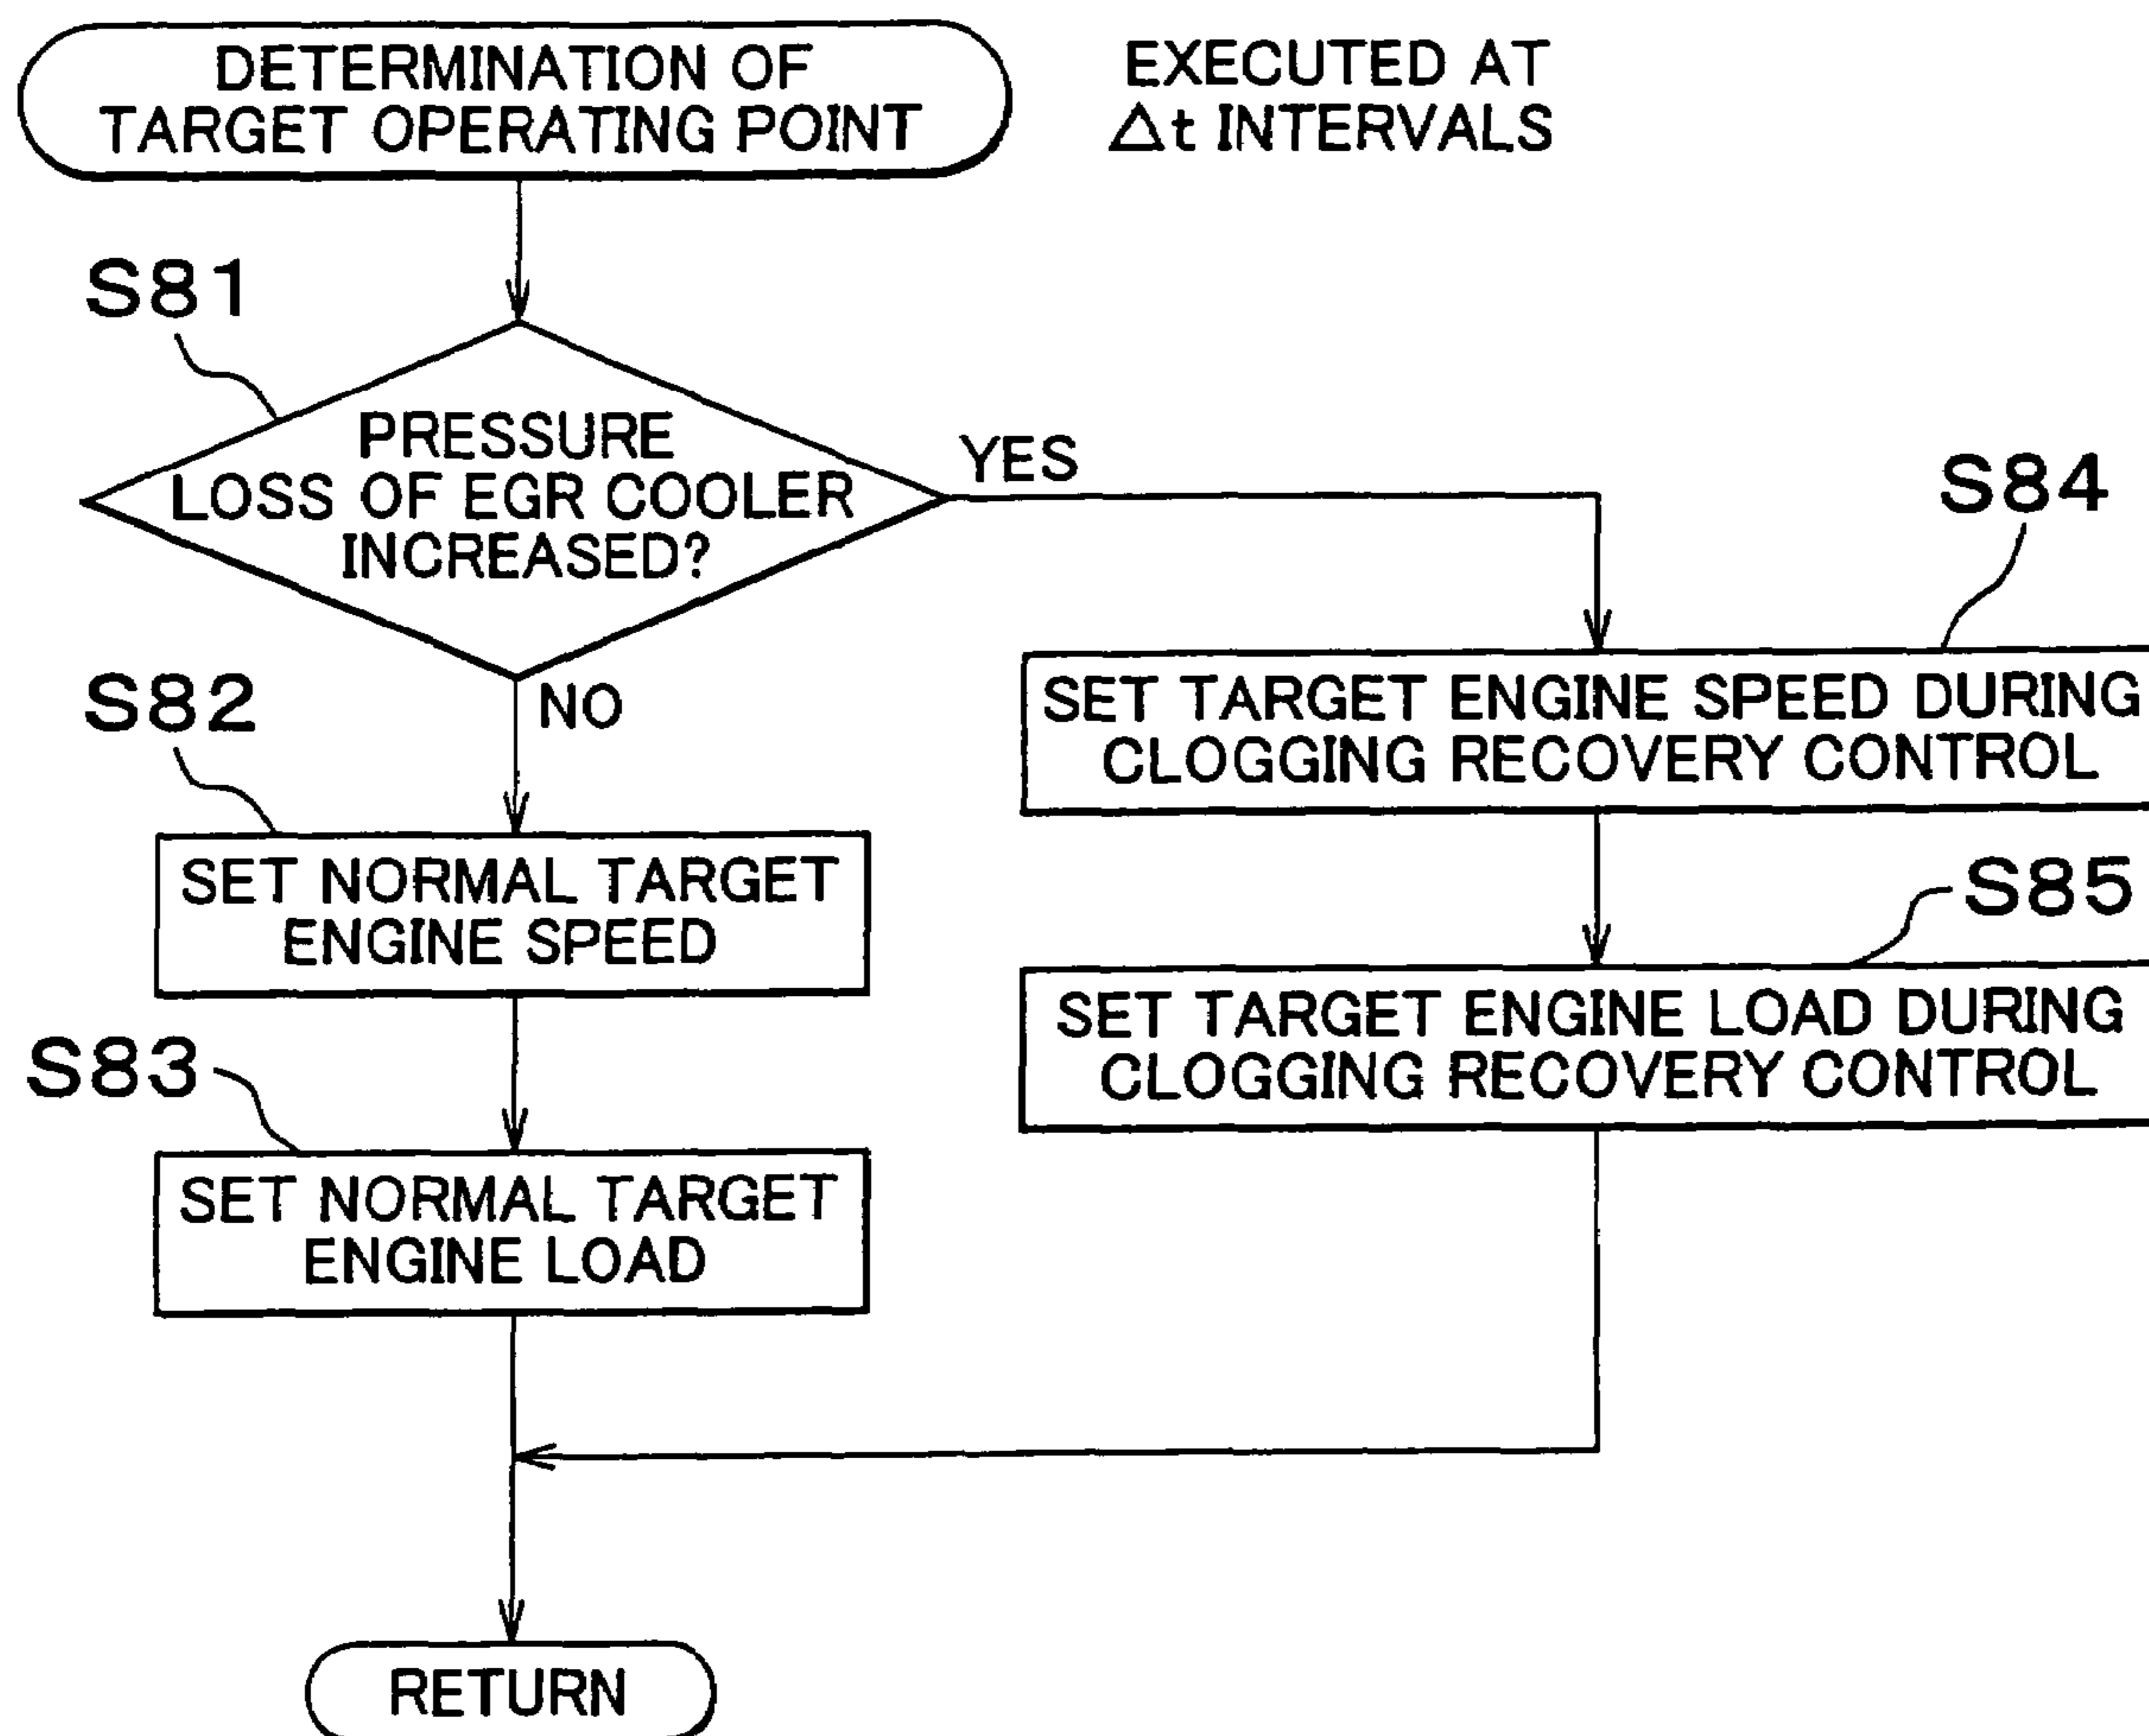 DETERMINATION OF
TARGET OPERATING POINT
EXECUTED AT
Δt INTERVALS
S81
PRESSURE
LOSS OF EGR COOLER
INCREASED?
YES
NO
S84
SET TARGET ENGINE SPEED DURING
CLOGGING RECOVERY CONTROL
S82
SET NORMAL TARGET
ENGINE SPEED
S85
SET TARGET ENGINE LOAD DURING
CLOGGING RECOVERY CONTROL
S83
SET NORMAL TARGET
ENGINE LOAD
RETURN